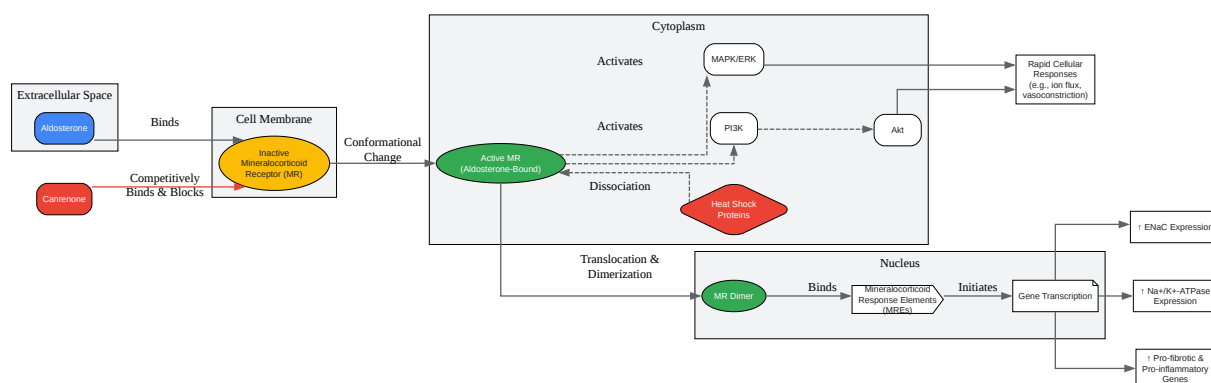 Cytoplasm
Activates
MAPK/ERK
Rapid Cellular
Responses
(e.g., ion flux,
vasoconstriction)
Extracellular Space
Aldosterone
Binds
Cell Membrane
Inactive
Mineralocorticoid
Receptor (MR)
Conformational
Change
Activates
PI3K
Akt
Active MR
(Aldosterone-Bound)
Canrenone
Competitively
Binds & Blocks
Dissociation
Heat Shock
Proteins
Translocation &
Dimerization
Nucleus
MR Dimer
Binds
Mineralocorticoid
Response Elements
(MREs)
Initiates
Gene Transcription
↑ ENaC Expression
↑ Na+/K+-ATPase
Expression
↑ Pro-fibrotic &
Pro-inflammatory
Genes